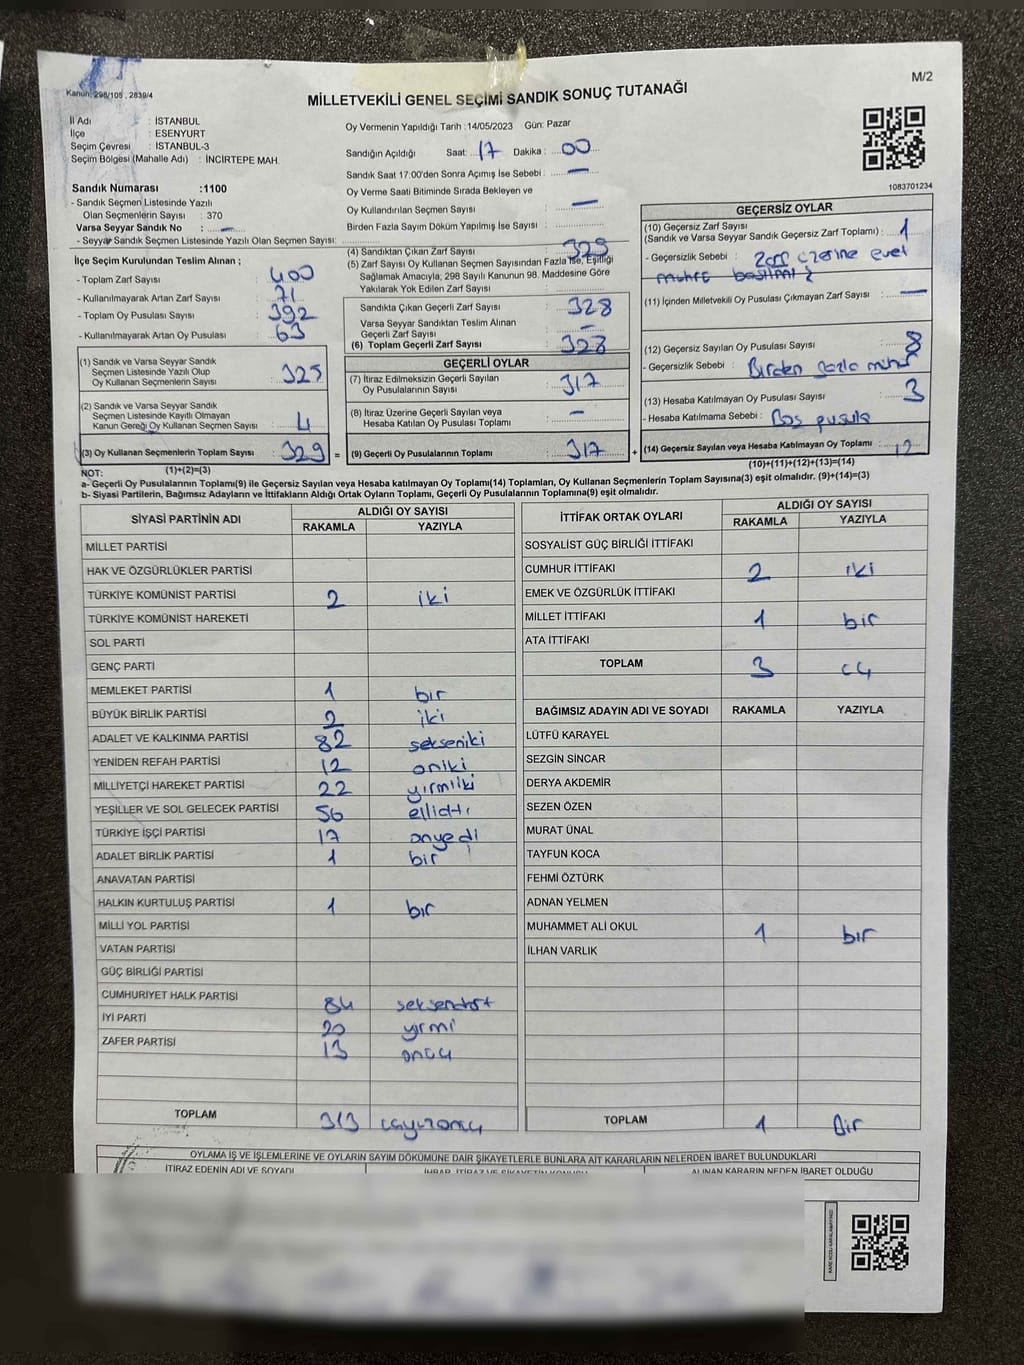 Kanun: 298/105 , 2839/4
M/2
MİLLETVEKİLİ GENEL SEÇİMİ SANDIK SONUÇ TUTANAĞI
İl Adı : İSTANBUL
İlçe : ESENYURT
Seçim Çevresi : İSTANBUL-3
Seçim Bölgesi (Mahalle Adı) : İNCİRTEPE MAH.
Sandık Numarası :1100
- Sandık Seçmen Listesinde Yazılı
Olan Seçmenlerin Sayısı : 370
Varsa Seyyar Sandık No : —
- Seyyar Sandık Seçmen Listesinde Yazılı Olan Seçmen Sayısı:
Oy Vermenin Yapıldığı Tarih :14/05/2023 Gün: Pazar
Sandığın Açıldığı Saat: 17 Dakika : 00
Sandık Saat 17:00'den Sonra Açımış İse Sebebi : —
Oy Verme Saati Bitiminde Sırada Bekleyen ve
Oy Kullandırılan Seçmen Sayısı : —
Birden Fazla Sayım Dökum Yapılmış İse Sayısı :
1083701234
İlçe Seçim Kurulundan Teslim Alınan ;
- Toplam Zarf Sayısı : 400
- Kullanılmayarak Artan Zarf Sayısı : 71
- Toplam Oy Pusulası Sayısı : 392
- Kullanılmayarak Artan Oy Pusulası : 63
(1) Sandık ve Varsa Seyyar Sandık
Seçmen Listesinde Yazılı Olup
Oy Kullanan Seçmenlerin Sayısı : 325
(2) Sandık ve Varsa Seyyar Sandık
Seçmen Listesinde Kayıtlı Olmayan
Kanun Gereği Oy Kullanan Seçmen Sayısı : 4
(3) Oy Kullanan Seçmenlerin Toplam Sayısı : 329 =
(1)+(2)=(3)
(4) Sandıktan Çıkan Zarf Sayısı : 329
(5) Zarf Sayısı Oy Kullanan Seçmen Sayısından Fazla İse, Eşitliği
Sağlamak Amacıyla, 298 Sayılı Kanunun 98. Maddesine Göre
Yakılarak Yok Edilen Zarf Sayısı :
Sandıkta Çıkan Geçerli Zarf Sayısı : 328
Varsa Seyyar Sandıktan Teslim Alınan
Geçerli Zarf Sayısı : —
(6) Toplam Geçerli Zarf Sayısı : 328
GEÇERLİ OYLAR
(7) İtiraz Edilmeksizin Geçerli Sayılan
Oy Pusulalarının Sayısı : 317
(8) İtiraz Üzerine Geçerli Sayılan veya
Hesaba Katılan Oy Pusulaları Toplamı : —
(9) Geçerli Oy Pusulalarının Toplamı : 317 +
GEÇERSİZ OYLAR
(10) Geçersiz Zarf Sayısı
(Sandık ve Varsa Seyyar Sandık Geçersiz Zarf Toplamı) : 1
- Geçersizlik Sebebi : Zarf üzerine evet
muhre
(11) İçinden Milletvekili Oy Pusulası Çıkmayan Zarf Sayısı : —
(12) Geçersiz Sayılan Oy Pusulası Sayısı : 8
- Geçersizlik Sebebi : Birden fazla mühür
(13) Hesaba Katılmayan Oy Pusulası Sayısı : 3
- Hesaba Katılmama Sebebi : Boş pusula
(14) Geçersiz Sayılan veya Hesaba Katılmayan Oy Toplamı : 12
(10)+(11)+(12)+(13)=(14)
NOT:
a- Geçerli Oy Pusulalarının Toplamı(9) ile Geçersiz Sayılan veya Hesaba katılmayan Oy Toplamı(14) Toplamları, Oy Kullanan Seçmenlerin Toplam Sayısına(3) eşit olmalıdır. (9)+(14)=(3)
b- Siyasi Partilerin, Bağımsız Adayların ve İttifakların Aldığı Ortak Oyların Toplamı, Geçerli Oy Pusulalarının Toplamına(9) eşit olmalıdır.
SİYASİ PARTİNİN ADI ALDIĞI OY SAYISI
RAKAMLA YAZIYLA
MİLLET PARTİSİ
HAK VE ÖZGÜRLÜKLER PARTİSİ
TÜRKİYE KOMÜNİST PARTİSİ 2 iki
TÜRKİYE KOMÜNİST HAREKETİ
SOL PARTİ
GENÇ PARTİ
MEMLEKET PARTİSİ 1 bir
BÜYÜK BİRLİK PARTİSİ 2 iki
ADALET VE KALKINMA PARTİSİ 82 sekseniki
YENİDEN REFAH PARTİSİ 12 oniki
MİLLİYETÇİ HAREKET PARTİSİ 22 yirmiiki
YEŞİLLER VE SOL GELECEK PARTİSİ 56 ellialtı
TÜRKİYE İŞÇİ PARTİSİ 17 onyedi
ADALET BİRLİK PARTİSİ 1 bir
ANAVATAN PARTİSİ
HALKIN KURTULUŞ PARTİSİ 1 bir
MİLLİ YOL PARTİSİ
VATAN PARTİSİ
GÜÇ BİRLİĞİ PARTİSİ
CUMHURİYET HALK PARTİSİ 84 seksendört
İYİ PARTİ 20 yirmi
ZAFER PARTİSİ 13 onüç
TOPLAM 313 üçyüzonüç
İTTİFAK ORTAK OYLARI ALDIĞI OY SAYISI
RAKAMLA YAZIYLA
SOSYALİST GÜÇ BİRLİĞİ İTTİFAKI
CUMHUR İTTİFAKI 2 iki
EMEK VE ÖZGÜRLÜK İTTİFAKI
MİLLET İTTİFAKI 1 bir
ATA İTTİFAKI
TOPLAM 3 üç
BAĞIMSIZ ADAYIN ADI VE SOYADI RAKAMLA YAZIYLA
LÜTFÜ KARAYEL
SEZGİN SİNCAR
DERYA AKDEMİR
SEZEN ÖZEN
MURAT ÜNAL
TAYFUN KOCA
FEHMİ ÖZTÜRK
ADNAN YELMEN
MUHAMMET ALİ OKUL 1 bir
İLHAN VARLIK
TOPLAM 1 Bir
OYLAMA İŞ VE İŞLEMLERİNE VE OYLARIN SAYIM DÖKÜMÜNE DAİR ŞİKAYETLERLE BUNLARA AİT KARARLARIN NELERDEN İBARET BULUNDUKLARI
İTİRAZ EDENİN ADI VE SOYADI İHBAR, İTİRAZ VE ŞİKAYETİN KONUSU ALINAN KARARIN NEDEN İBARET OLDUĞU